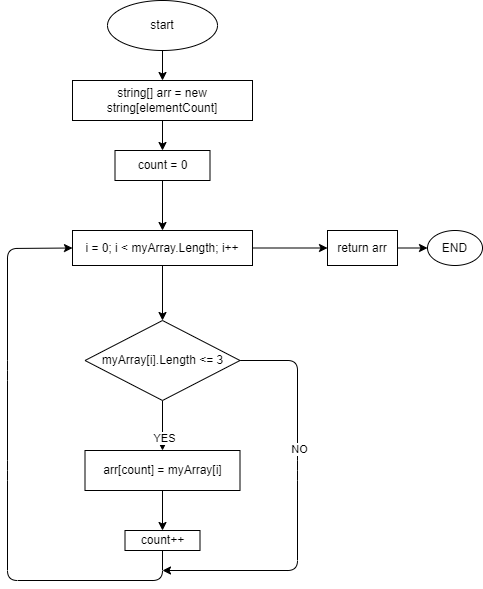 start
string[] arr = new
string[elementCount]
count = 0
i = 0; i < myArray.Length; i++
return arr
END
myArray[i].Length <= 3
YES
NO
arr[count] = myArray[i]
count++